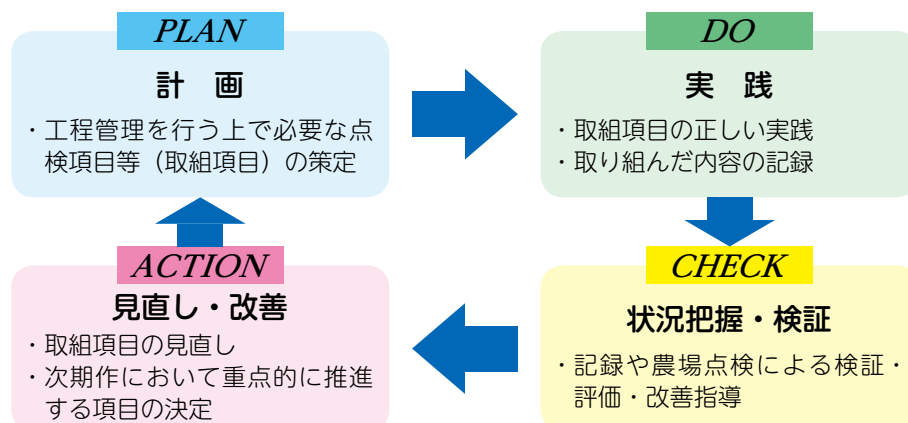 PLAN
計　画
・工程管理を行う上で必要な点
検項目等（取組項目）の策定
DO
実　践
・取組項目の正しい実践
・取り組んだ内容の記録
CHECK
状況把握・検証
・記録や農場点検による検証・
評価・改善指導
ACTION
見直し・改善
・取組項目の見直し
・次期作において重点的に推進
する項目の決定